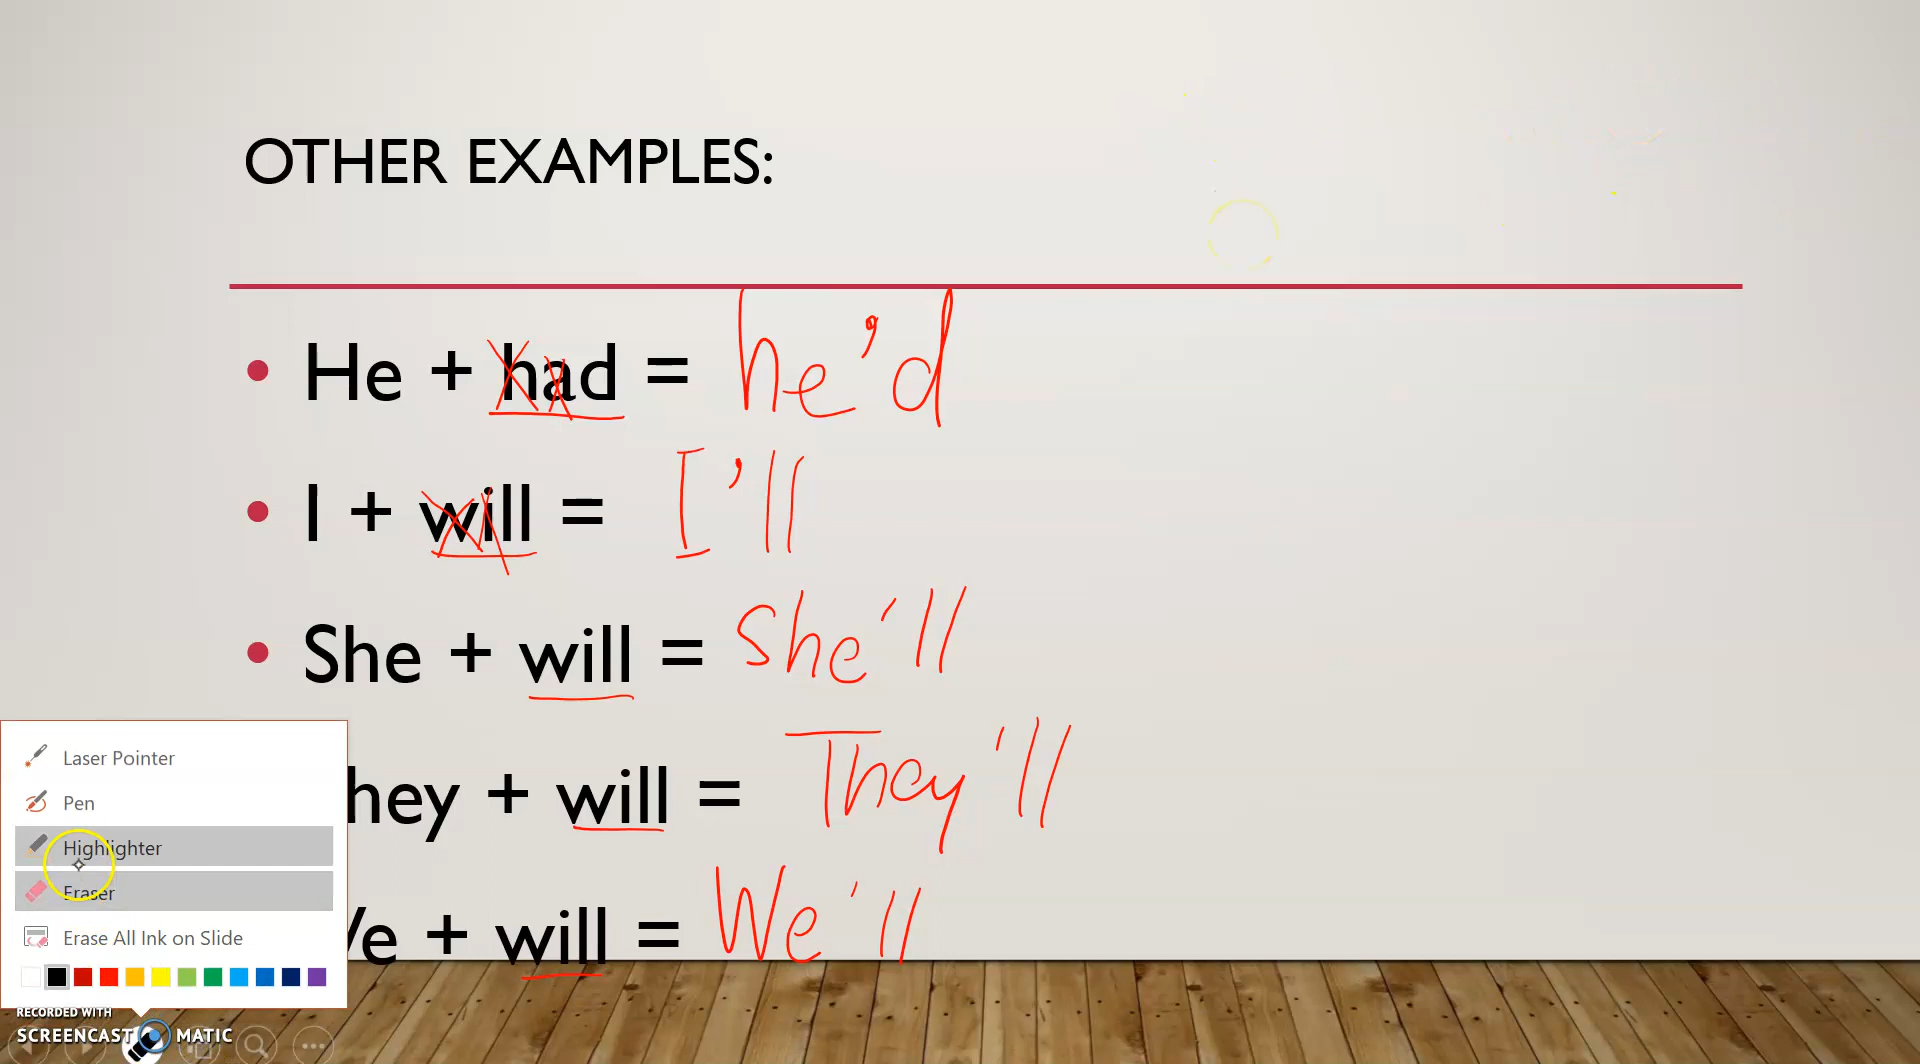 OTHER EXAMPLES:
• He + had = he'd
• I + will = I'll
• She + will = She'll
hey + will = They'll
Ve + will = We'll
Laser Pointer
Pen
Highlighter
Eraser
Erase All Ink on Slide
RECORDED WITH
SCREENCAST MATIC